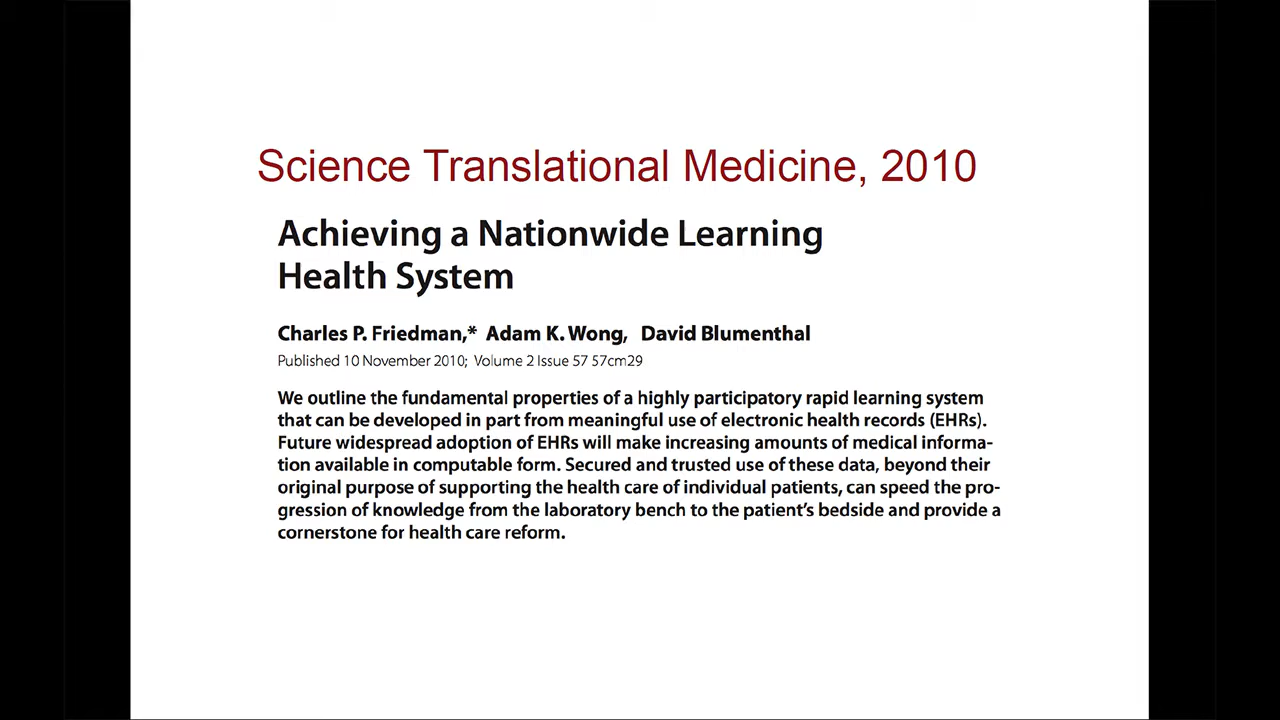 Science Translational Medicine, 2010
Achieving a Nationwide Learning
Health System
Charles P. Friedman,* Adam K. Wong, David Blumenthal
Published 10 November 2010; Volume 2 Issue 57 57cm29
We outline the fundamental properties of a highly participatory rapid learning system
that can be developed in part from meaningful use of electronic health records (EHRs).
Future widespread adoption of EHRs will make increasing amounts of medical informa-
tion available in computable form. Secured and trusted use of these data, beyond their
original purpose of supporting the health care of individual patients, can speed the pro-
gression of knowledge from the laboratory bench to the patient's bedside and provide a
cornerstone for health care reform.